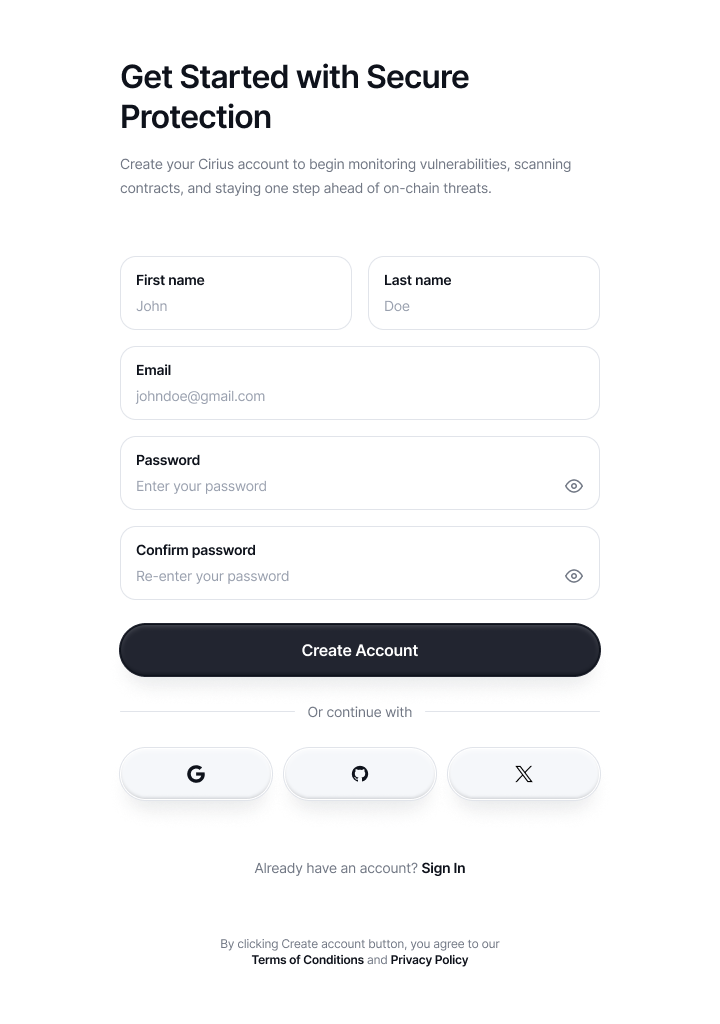 Get Started with Secure
Protection
Create your Cirius account to begin monitoring vulnerabilities, scanning
contracts, and staying one step ahead of on-chain threats.
First name
John
Last name
Doe
Email
johndoe@gmail.com
Password
Enter your password
Confirm password
Re-enter your password
Create Account
Or continue with
Already have an account? Sign In
By clicking Create account button, you agree to our
Terms of Conditions and Privacy Policy